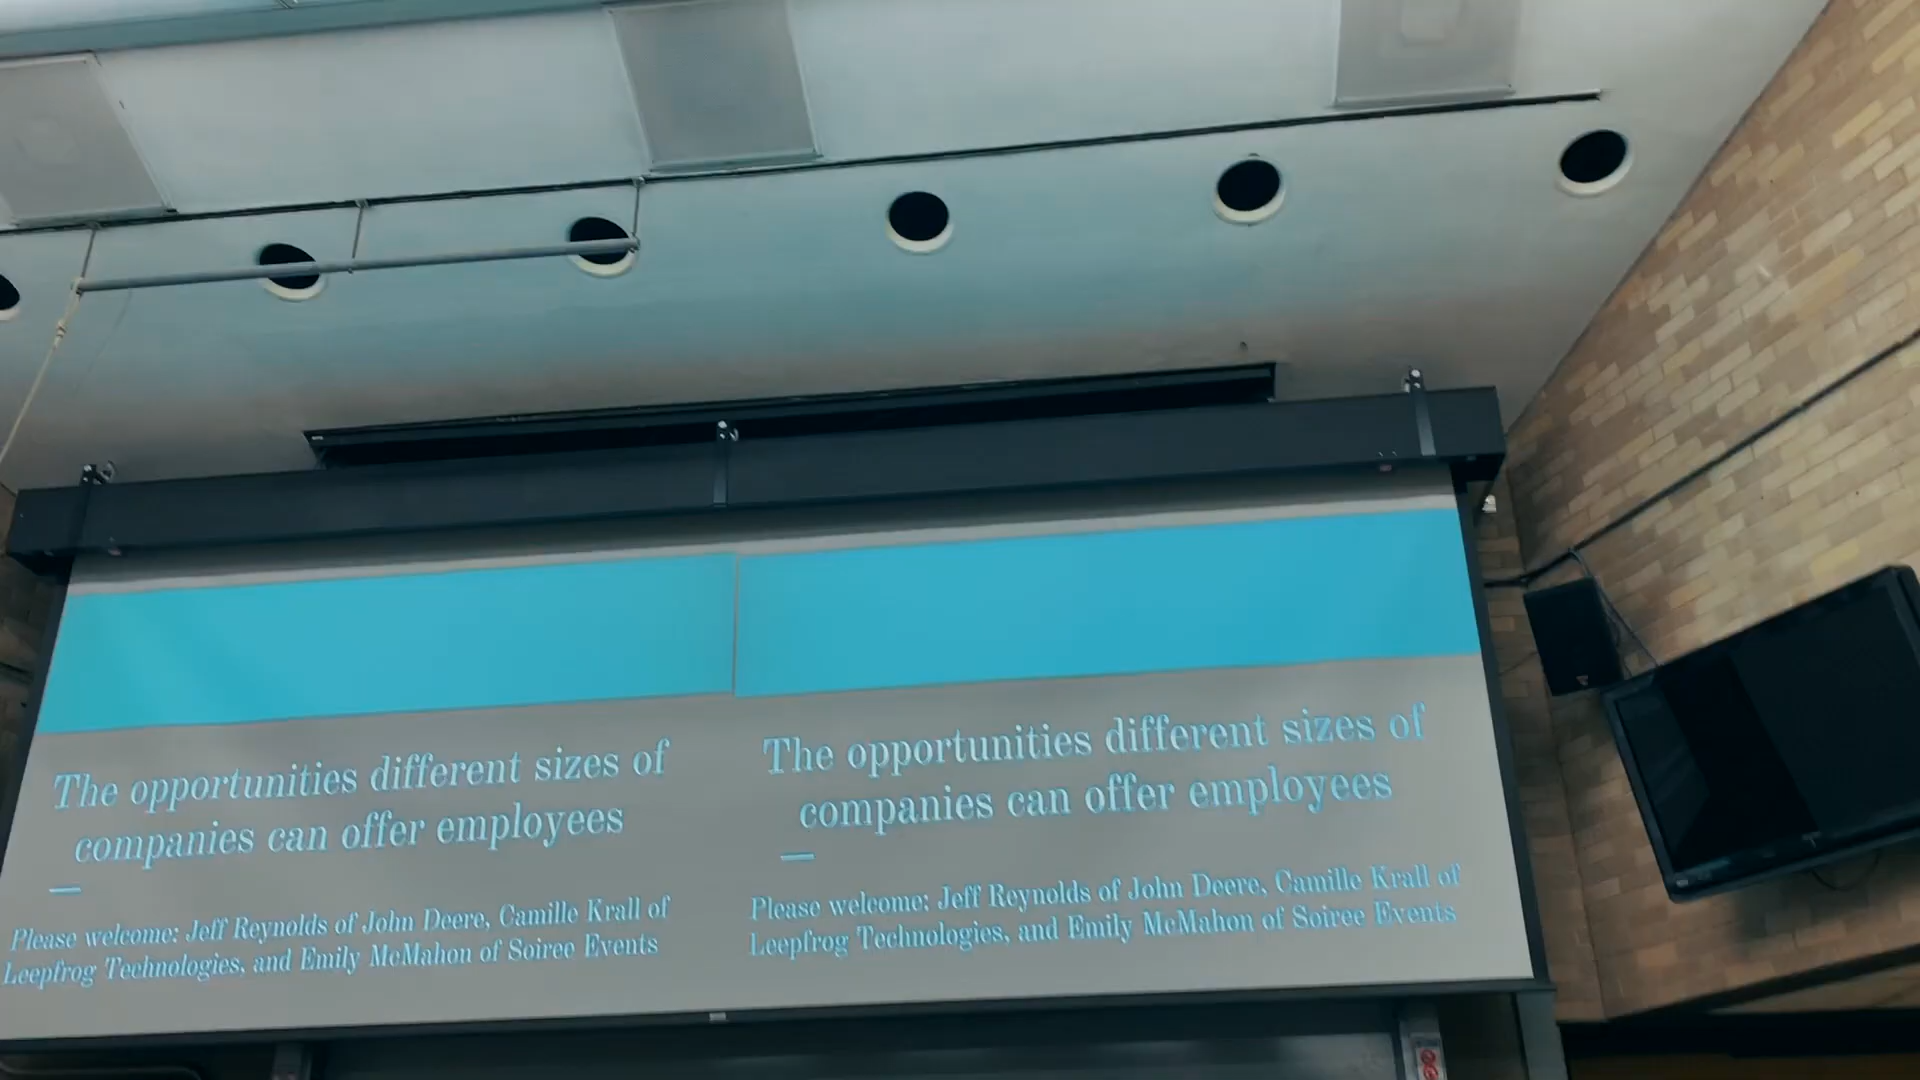 The opportunities different sizes of
companies can offer employees
Please welcome: Jeff Reynolds of John Deere, Camille Krall of
Leepfrog Technologies, and Emily McMahon of Soiree Events
The opportunities different sizes of
companies can offer employees
Please welcome: Jeff Reynolds of John Deere, Camille Krall of
Leepfrog Technologies, and Emily McMahon of Soiree Events